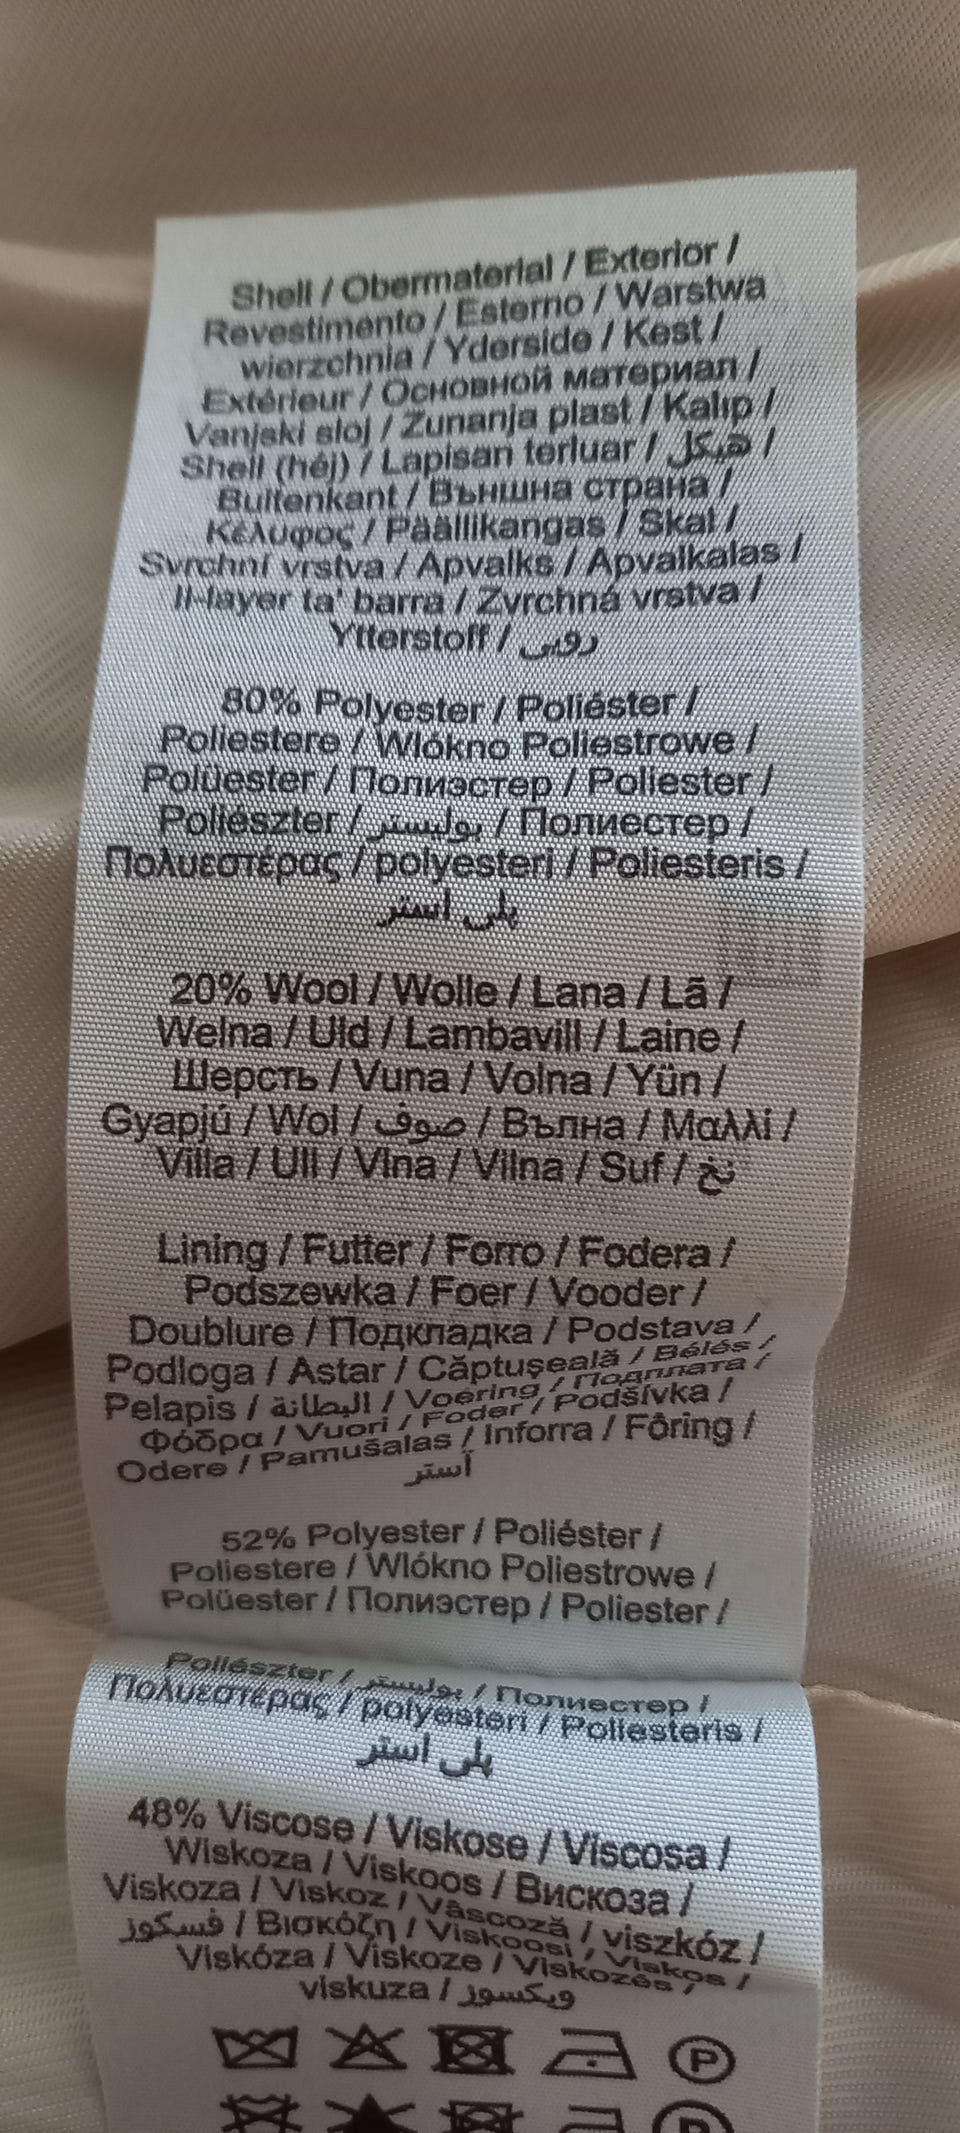 Shell / Obermaterial / Exterior /
Revestimento / Esterno / Warstwa
wierzchnia / Yderside / Kest /
Extérieur / Основной материал /
Vanjski sloj / Zunanja plast / Kalıp /
Shell (héj) / Lapisan terluar / هيكل /
Buitenkant / Външна страна /
Κέλυφος / Päällikangas / Skal /
Svrchní vrstva / Apvalks / Apvalkalas /
Il-layer ta' barra / Zvrchná vrstva /
Ytterstoff / رویی
80% Polyester / Poliéster /
Poliestere / Wlókno Poliestrowe /
Polüester / Полиэстер / Poliester /
Poliészter / بوليستر / Полиестер /
Πολυεστέρας / polyesteri / Poliesteris /
پلی استر
20% Wool / Wolle / Lana / Lã /
Welna / Uld / Lambavill / Laine /
Шерсть / Vuna / Volna / Yün /
Gyapjú / Wol / صوف / Вълна / Μαλλί /
Villa / Ull / Vlna / Vilna / Suf / نخ
Lining / Futter / Forro / Fodera /
Podszewka / Foer / Vooder /
Doublure / Подкладка / Podstava /
Podloga / Astar / Căptuşeală / Bélés /
Pelapis / البطانة / Voering / Подплата /
Φόδρα / Vuori / Foder / Podšívka /
Odere / Pamušalas / Inforra / Fôring /
آستر
52% Polyester / Poliéster /
Poliestere / Wlókno Poliestrowe /
Polüester / Полиэстер / Poliester /
Poliészter / بوليستر / Полиестер /
Πολυεστέρας / polyesteri / Poliesteris /
پلی استر
48% Viscose / Viskose / Viscosa /
Wiskoza / Viskoos / Вискоза /
Viskoza / Viskoz / Vâscoză / viszkóz /
فسكوز / Βισκόζη / Viskoosi / Viskos /
Viskóza / Viskoze / Viskozės /
viskuza / ویکسوز
P
P